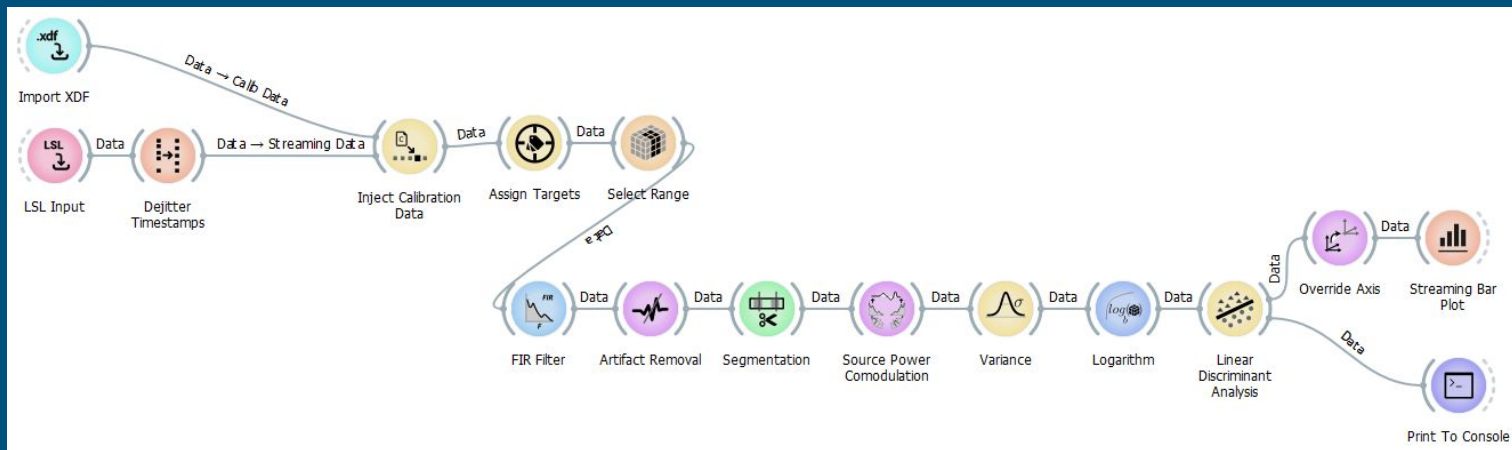 .xdf
Import XDF
Data → Calib Data
LSL
LSL Input
Data
Dejitter
Timestamps
Data → Streaming Data
C
Inject Calibration
Data
Data
Assign Targets
Data
Select Range
Data
FIR
F
FIR Filter
Data
Artifact Removal
Data
Segmentation
Data
Source Power
Comodulation
Data
σ
Variance
Data
log
b
Logarithm
Data
Linear
Discriminant
Analysis
Data
Override Axis
Data
Streaming Bar
Plot
Data
>_
Print To Console